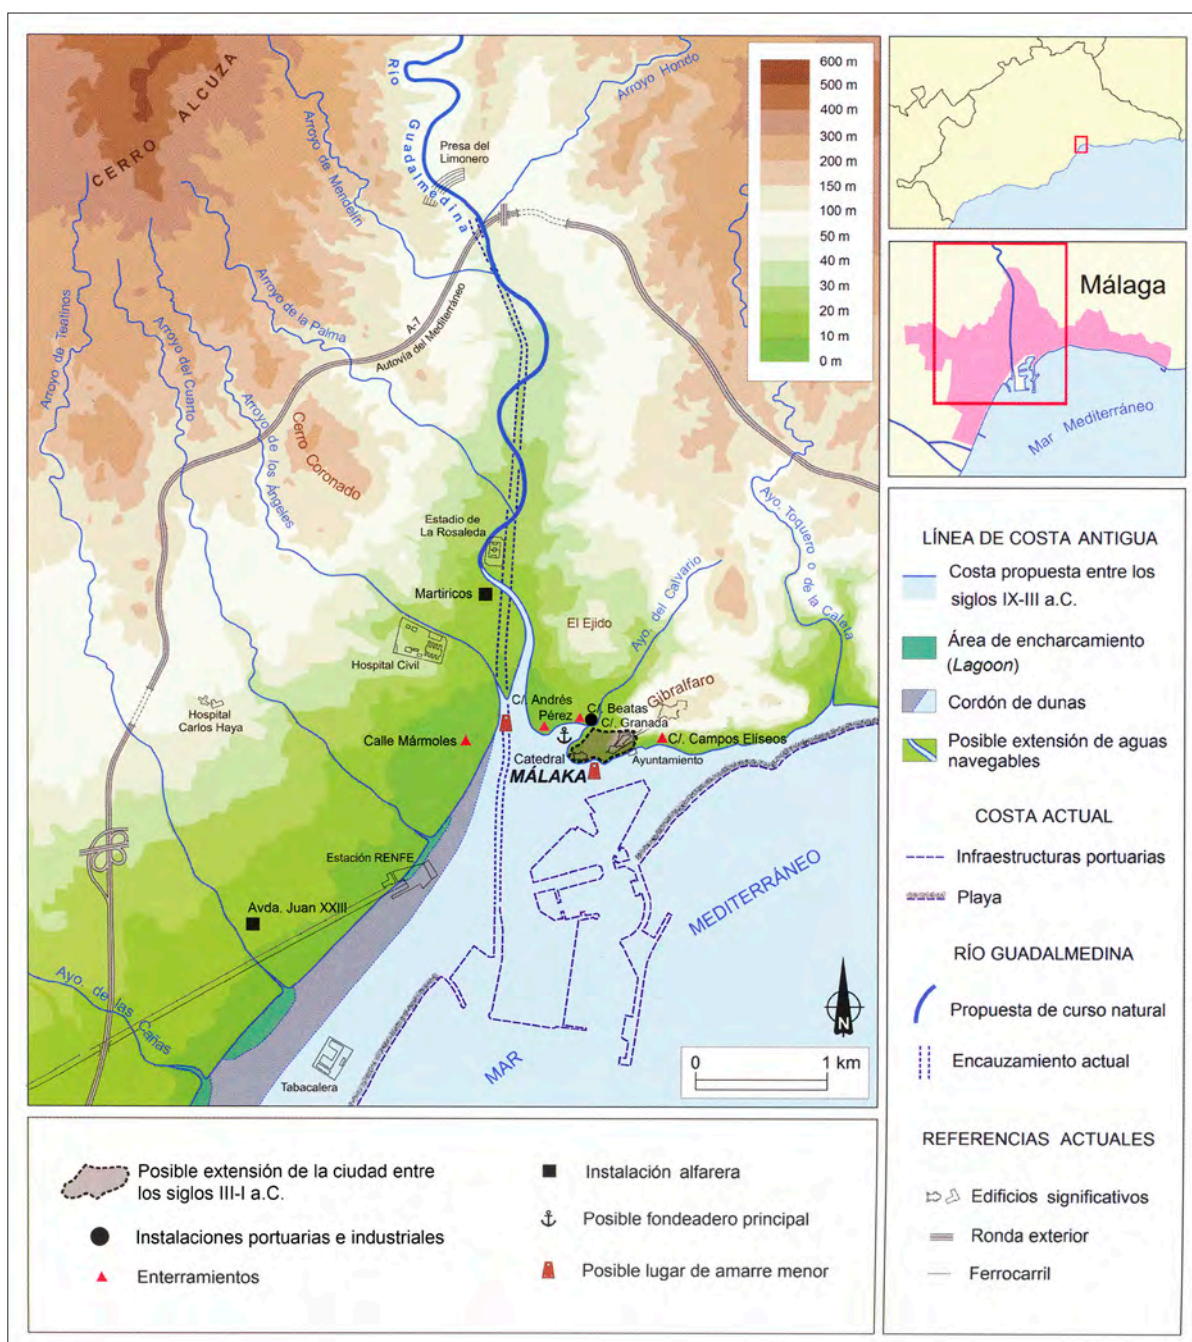 CERRO ALCUZA
Río Guadalmedina
Arroyo Hondo
Arroyo de Mendelín
Presa del
Limonero
600 m
500 m
400 m
300 m
200 m
150 m
100 m
50 m
40 m
30 m
20 m
10 m
0 m
Arroyo de Teatinos
Arroyo del Cuarto
Arroyo de la Palma
Arroyo de los Ángeles
A-7
Autovía del Mediterráneo
Cerro Coronado
Estadio de
La Rosaleda
Martiricos
Ayo. Toquero o de la Caleta
Ayo. del Calvario
El Ejido
Hospital Civil
Hospital
Carlos Haya
Gibralfaro
C/. Andrés
Pérez
C/. Beatas
C/. Granada
Calle Mármoles
C/. Campos Elíseos
Catedral
Ayuntamiento
MÁLAKA
Estación RENFE
Avda. Juan XXIII
Ayo. de las Cañas
Tabacalera
MAR MEDITERRÁNEO
N
0 1 km
Málaga
Mar Mediterráneo
LÍNEA DE COSTA ANTIGUA
Costa propuesta entre los
siglos IX-III a.C.
Área de encharcamiento
(Lagoon)
Cordón de dunas
Posible extensión de aguas
navegables
COSTA ACTUAL
Infraestructuras portuarias
Playa
RÍO GUADALMEDINA
Propuesta de curso natural
Encauzamiento actual
REFERENCIAS ACTUALES
Edificios significativos
Ronda exterior
Ferrocarril
Posible extensión de la ciudad entre
los siglos III-I a.C.
Instalaciones portuarias e industriales
Enterramientos
Instalación alfarera
Posible fondeadero principal
Posible lugar de amarre menor